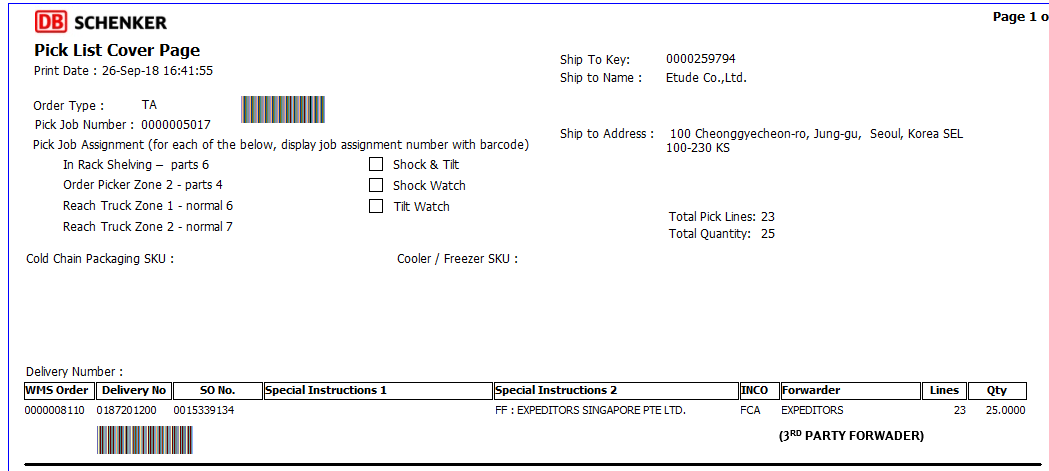 Page 1 o
DB SCHENKER
Pick List Cover Page
Print Date : 26-Sep-18 16:41:55
Ship To Key: 0000259794
Ship to Name : Etude Co.,Ltd.
Order Type : TA
Pick Job Number : 0000005017
Ship to Address : 100 Cheonggyecheon-ro, Jung-gu, Seoul, Korea SEL
100-230 KS
Pick Job Assignment (for each of the below, display job assignment number with barcode)
In Rack Shelving – parts 6
Shock & Tilt
Order Picker Zone 2 - parts 4
Shock Watch
Reach Truck Zone 1 - normal 6
Tilt Watch
Reach Truck Zone 2 - normal 7
Total Pick Lines: 23
Total Quantity: 25
Cold Chain Packaging SKU :
Cooler / Freezer SKU :
Delivery Number :
WMS Order Delivery No SO No. Special Instructions 1 Special Instructions 2 INCO Forwarder Lines Qty
0000008110 0187201200 0015339134 FF : EXPEDITORS SINGAPORE PTE LTD. FCA EXPEDITORS 23 25.0000
(3RD PARTY FORWADER)